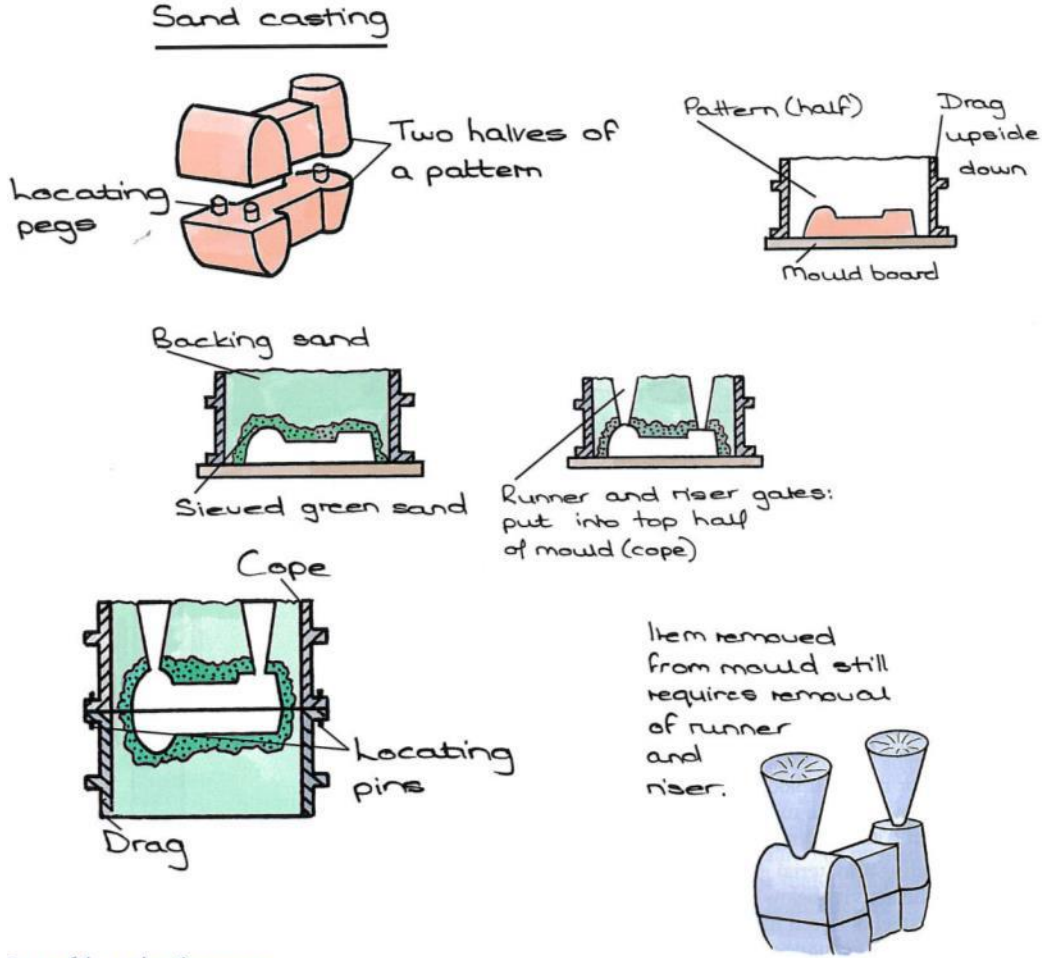 Sand casting
Two halves of
a pattern
Locating
pegs
Pattern (half)
Drag
upside
down
Mould board
Backing sand
Sieved green sand
Runner and riser gates:
put into top half
of mould (cope)
Cope
Locating
pins
Drag
Item removed
from mould still
requires removal
of runner
and
riser.